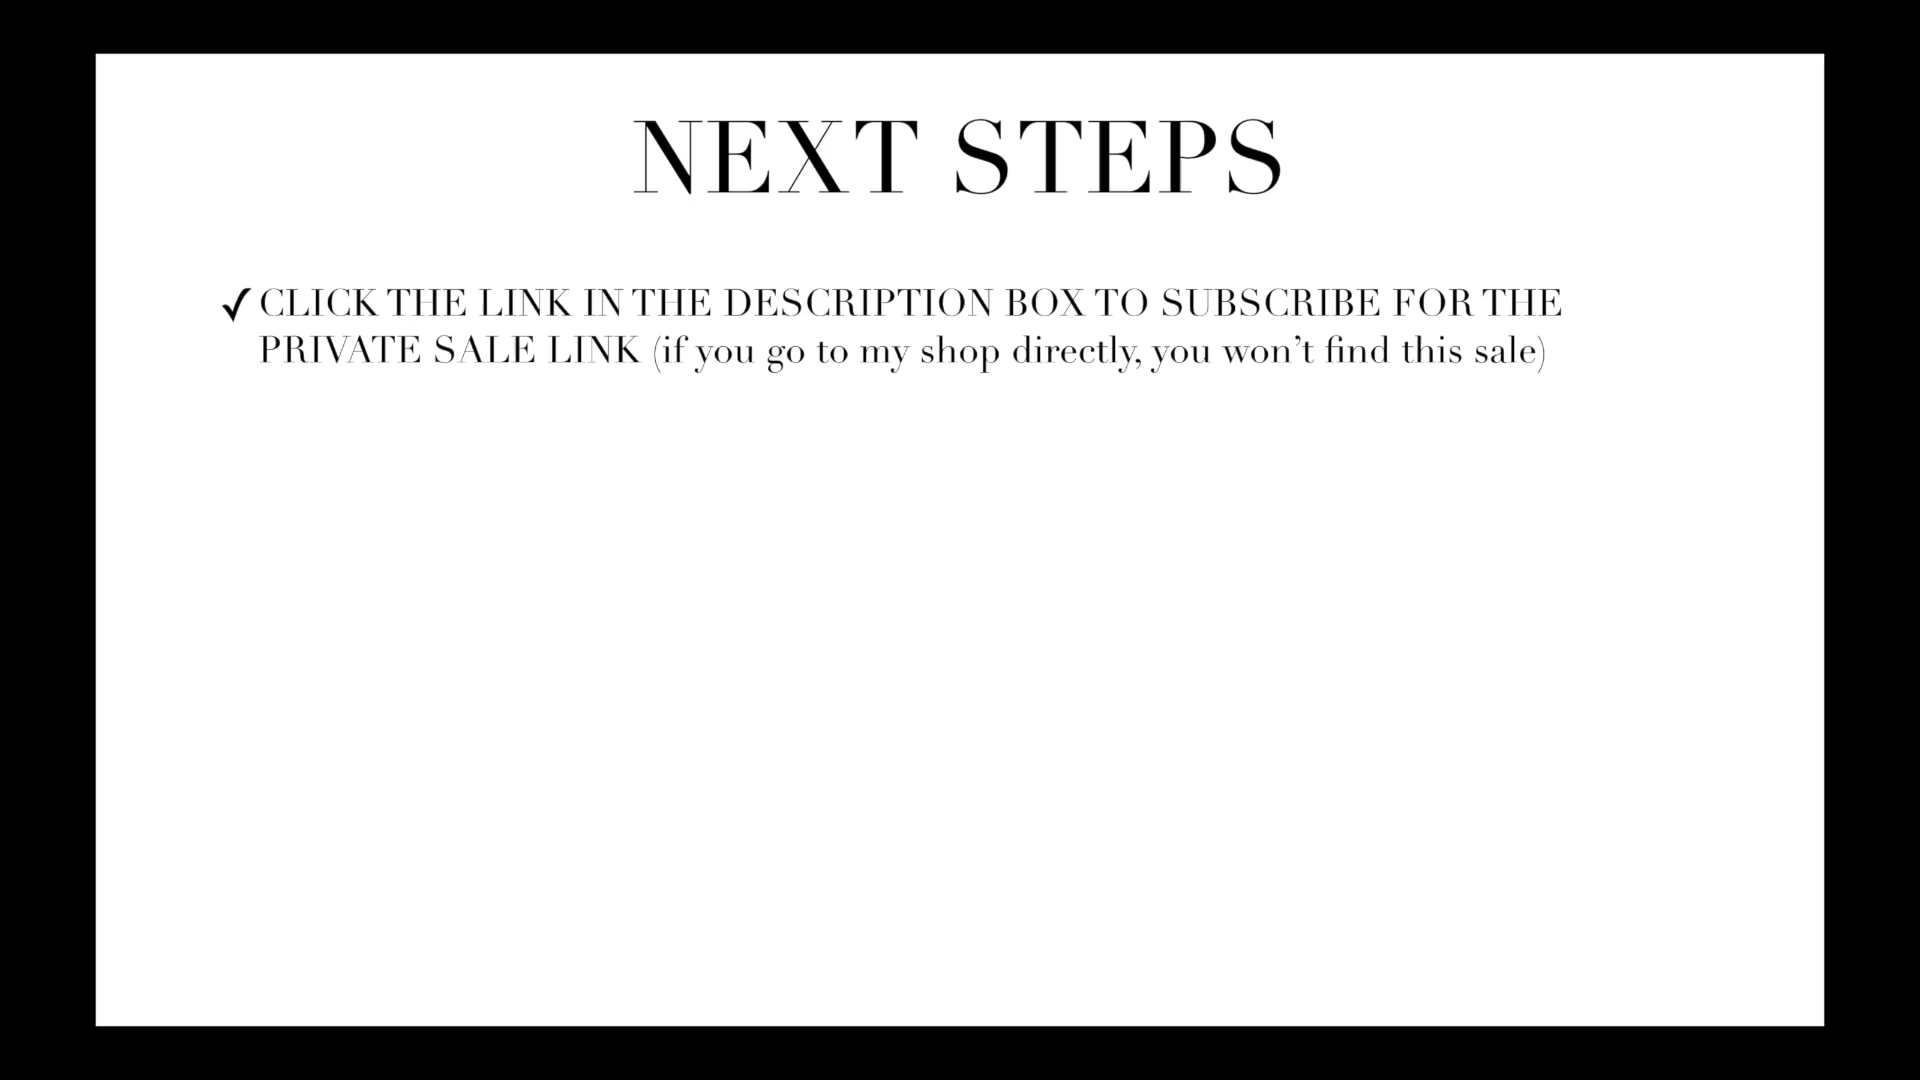 NEXT STEPS
✓ CLICK THE LINK IN THE DESCRIPTION BOX TO SUBSCRIBE FOR THE
PRIVATE SALE LINK (if you go to my shop directly, you won’t find this sale)